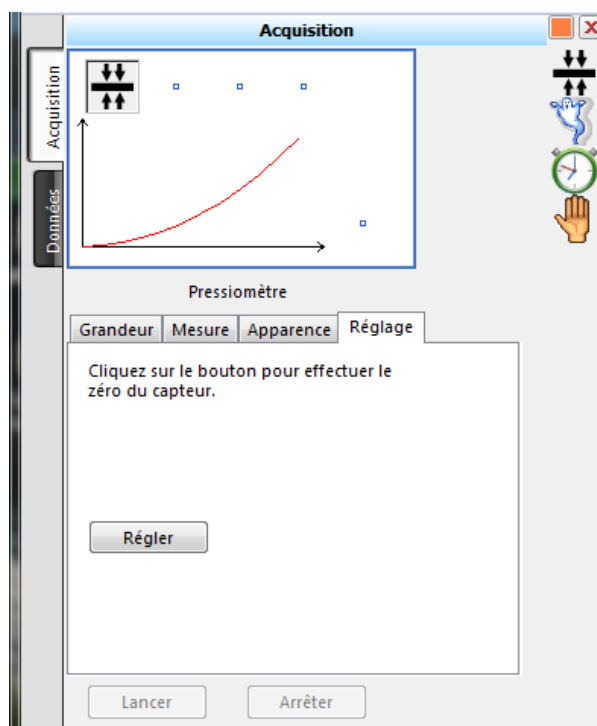 Acquisition
Acquisition
Données
Pressiomètre
Grandeur Mesure Apparence Réglage
Cliquez sur le bouton pour effectuer le
zéro du capteur.
Régler
Lancer Arrêter